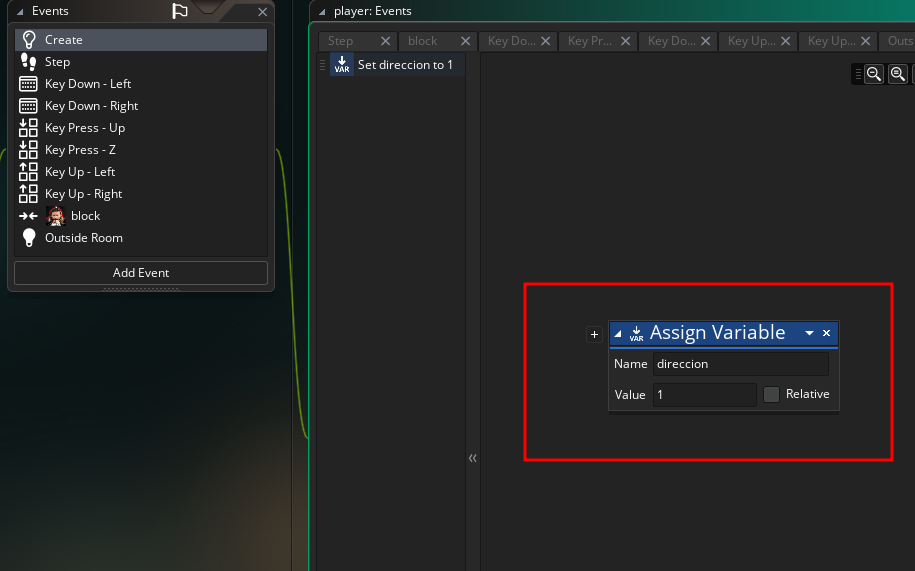 Events
Create
Step
Key Down - Left
Key Down - Right
Key Press - Up
Key Press - Z
Key Up - Left
Key Up - Right
block
Outside Room
Add Event
player: Events
Step block Key Do... Key Pr... Key Do... Key Up... Key Up... Outs
VAR Set direccion to 1
VAR Assign Variable
Name direccion
Value 1 Relative